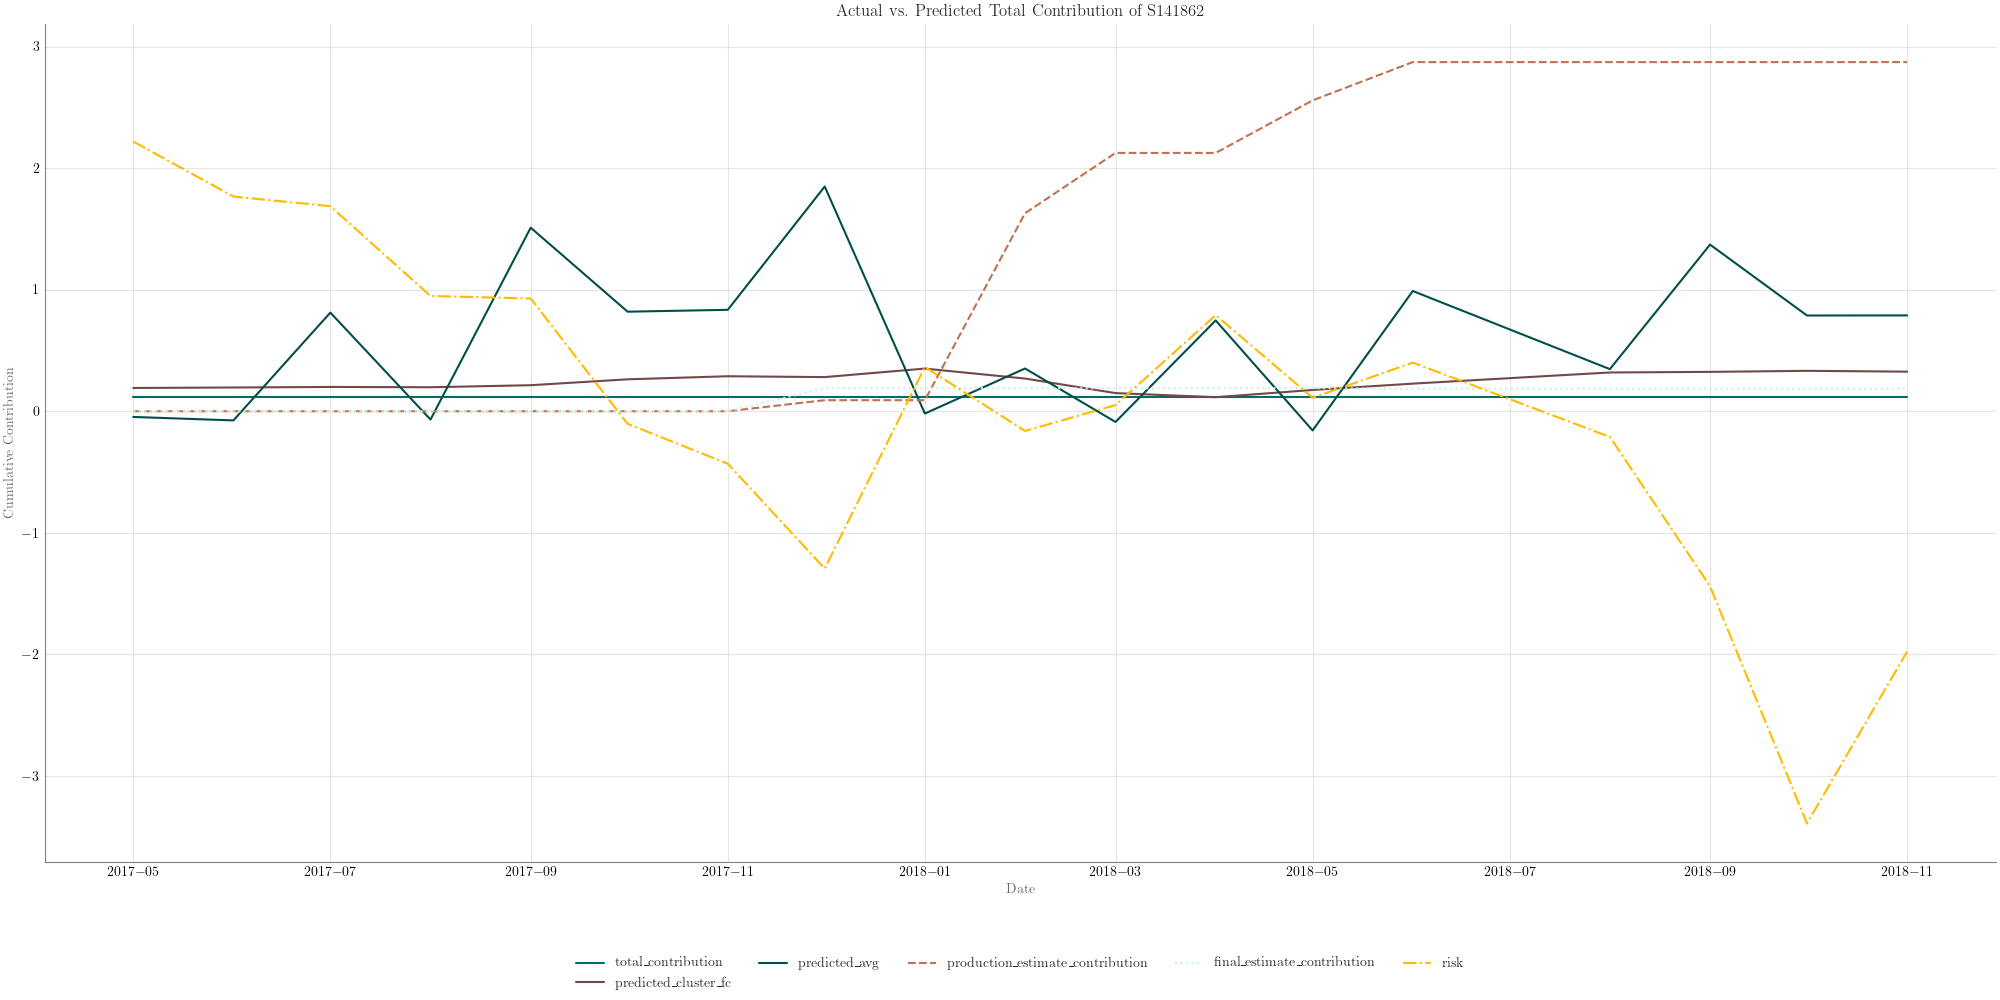 Actual vs. Predicted Total Contribution of S141862
3
2
1
0
−1
−2
−3
Cumulative Contribution
2017−05 2017−07 2017−09 2017−11 2018−01 2018−03 2018−05 2018−07 2018−09 2018−11
Date
total_contribution predicted_avg production_estimate_contribution final_estimate_contribution risk
predicted_cluster_fc